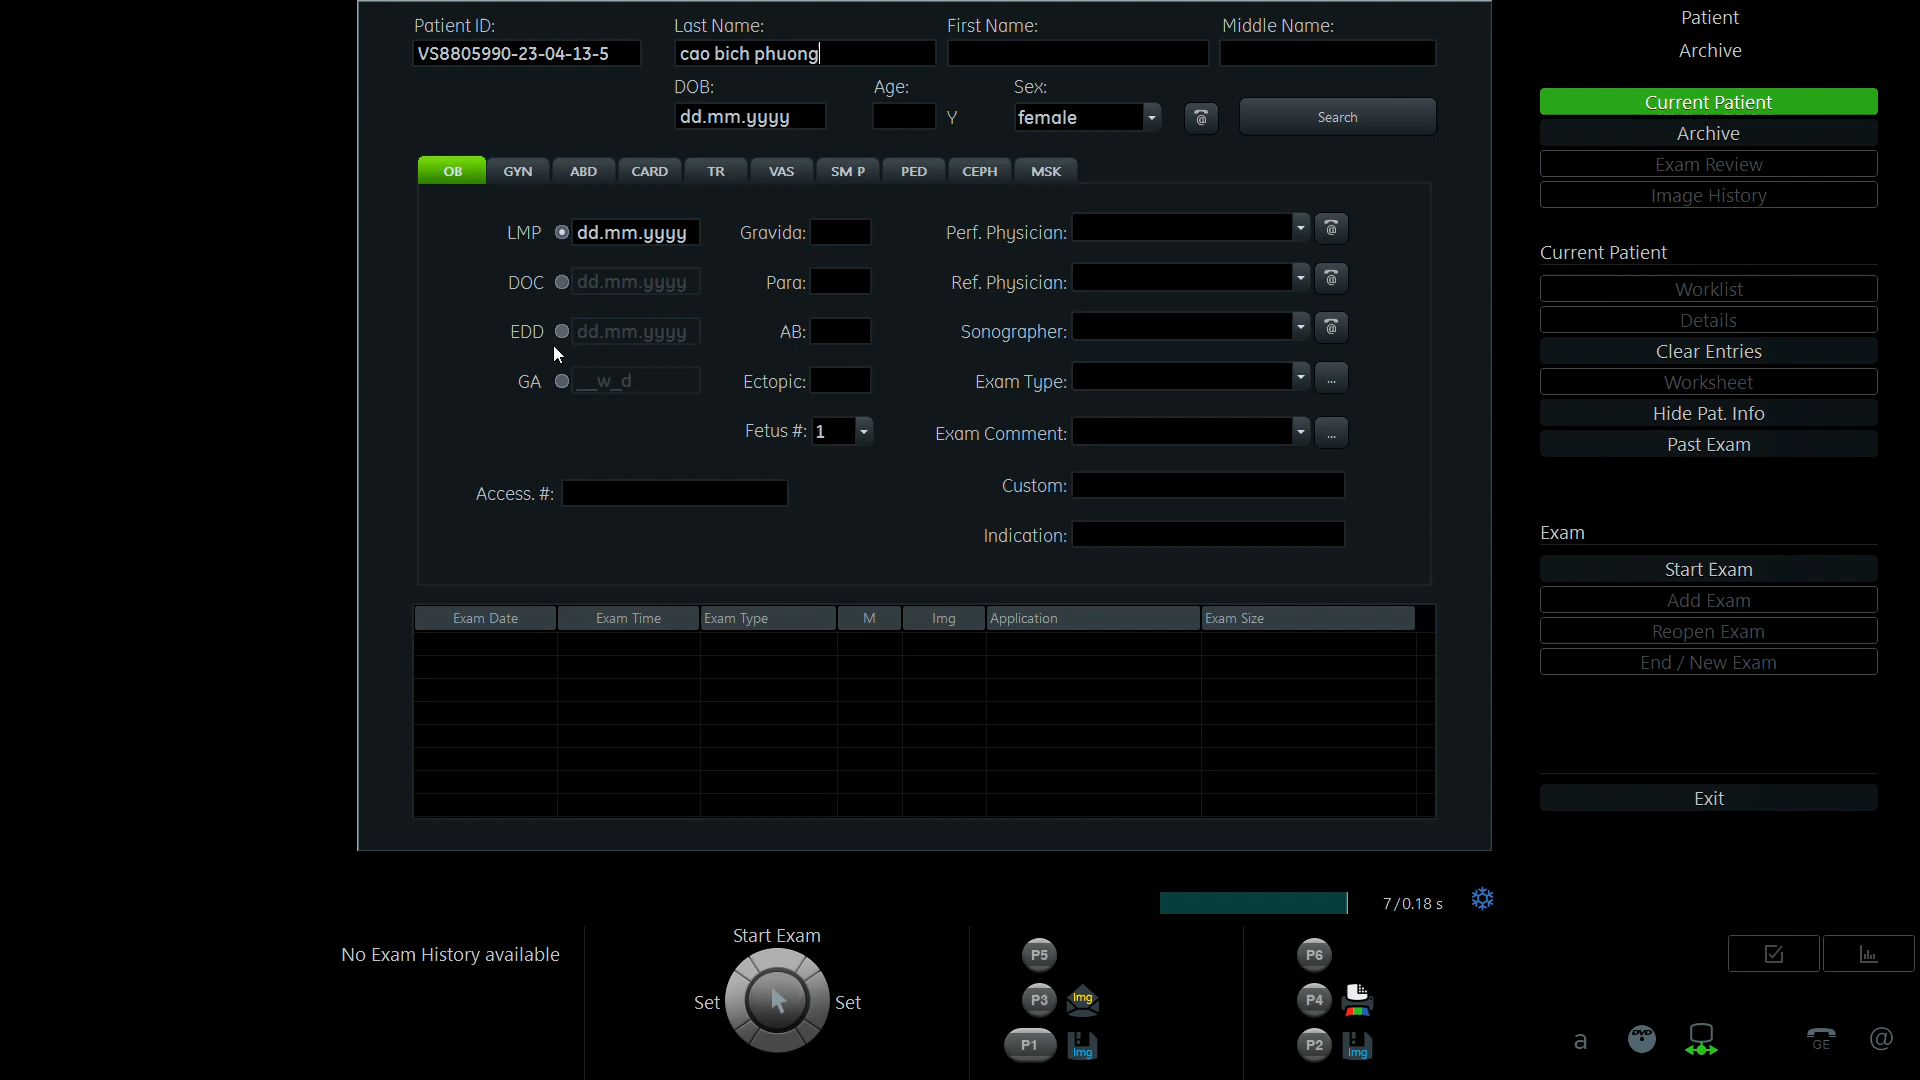 Patient ID: Last Name: First Name: Middle Name:
VS8805990-23-04-13-5 cao bich phuong
DOB: Age: Sex:
dd.mm.yyyy Y female @ Search
OB GYN ABD CARD TR VAS SM P PED CEPH MSK
LMP dd.mm.yyyy Gravida: Perf. Physician: @
DOC dd.mm.yyyy Para: Ref. Physician: @
EDD dd.mm.yyyy AB: Sonographer: @
GA __w_d Ectopic: Exam Type: ...
Fetus #: 1 Exam Comment: ...
Access. #: Custom:
Indication:
Exam Date Exam Time Exam Type M Img Application Exam Size
Patient
Archive
Current Patient
Archive
Exam Review
Image History
Current Patient
Worklist
Details
Clear Entries
Worksheet
Hide Pat. Info
Past Exam
Exam
Start Exam
Add Exam
Reopen Exam
End / New Exam
Exit
7/0.18 s
No Exam History available
Start Exam
Set Set
P5
P3 Img
P1 Img
P6
P4
P2 Img
a DVD GE @